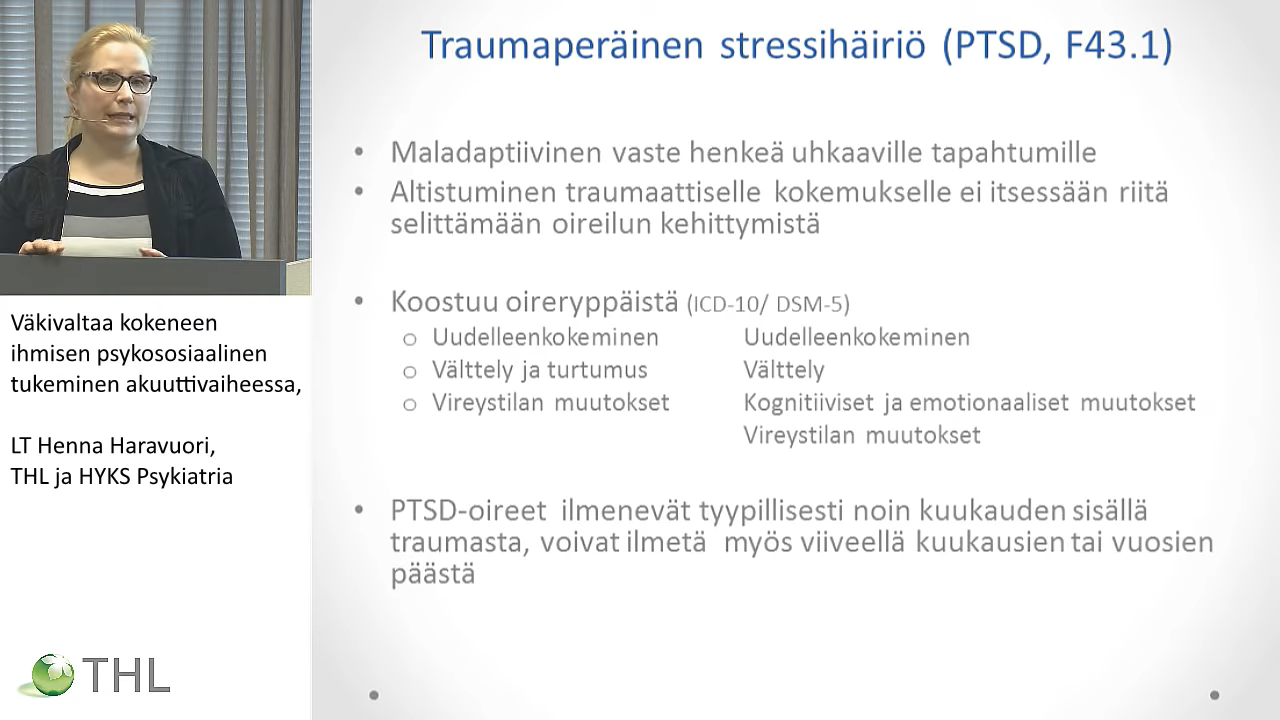 Traumaperäinen stressihäiriö (PTSD, F43.1)
• Maladaptiivinen vaste henkeä uhkaaville tapahtumille
• Altistuminen traumaattiselle kokemukselle ei itsessään riitä
selittämään oireilun kehittymistä
• Koostuu oireryppäistä (ICD-10/ DSM-5)
o Uudelleenkokeminen Uudelleenkokeminen
o Välttely ja turtumus Välttely
o Vireystilan muutokset Kognitiiviset ja emotionaaliset muutokset
Vireystilan muutokset
• PTSD-oireet ilmenevät tyypillisesti noin kuukauden sisällä
traumasta, voivat ilmetä myös viiveellä kuukausien tai vuosien
päästä
Väkivaltaa kokeneen
ihmisen psykososiaalinen
tukeminen akuuttivaiheessa,
LT Henna Haravuori,
THL ja HYKS Psykiatria
THL